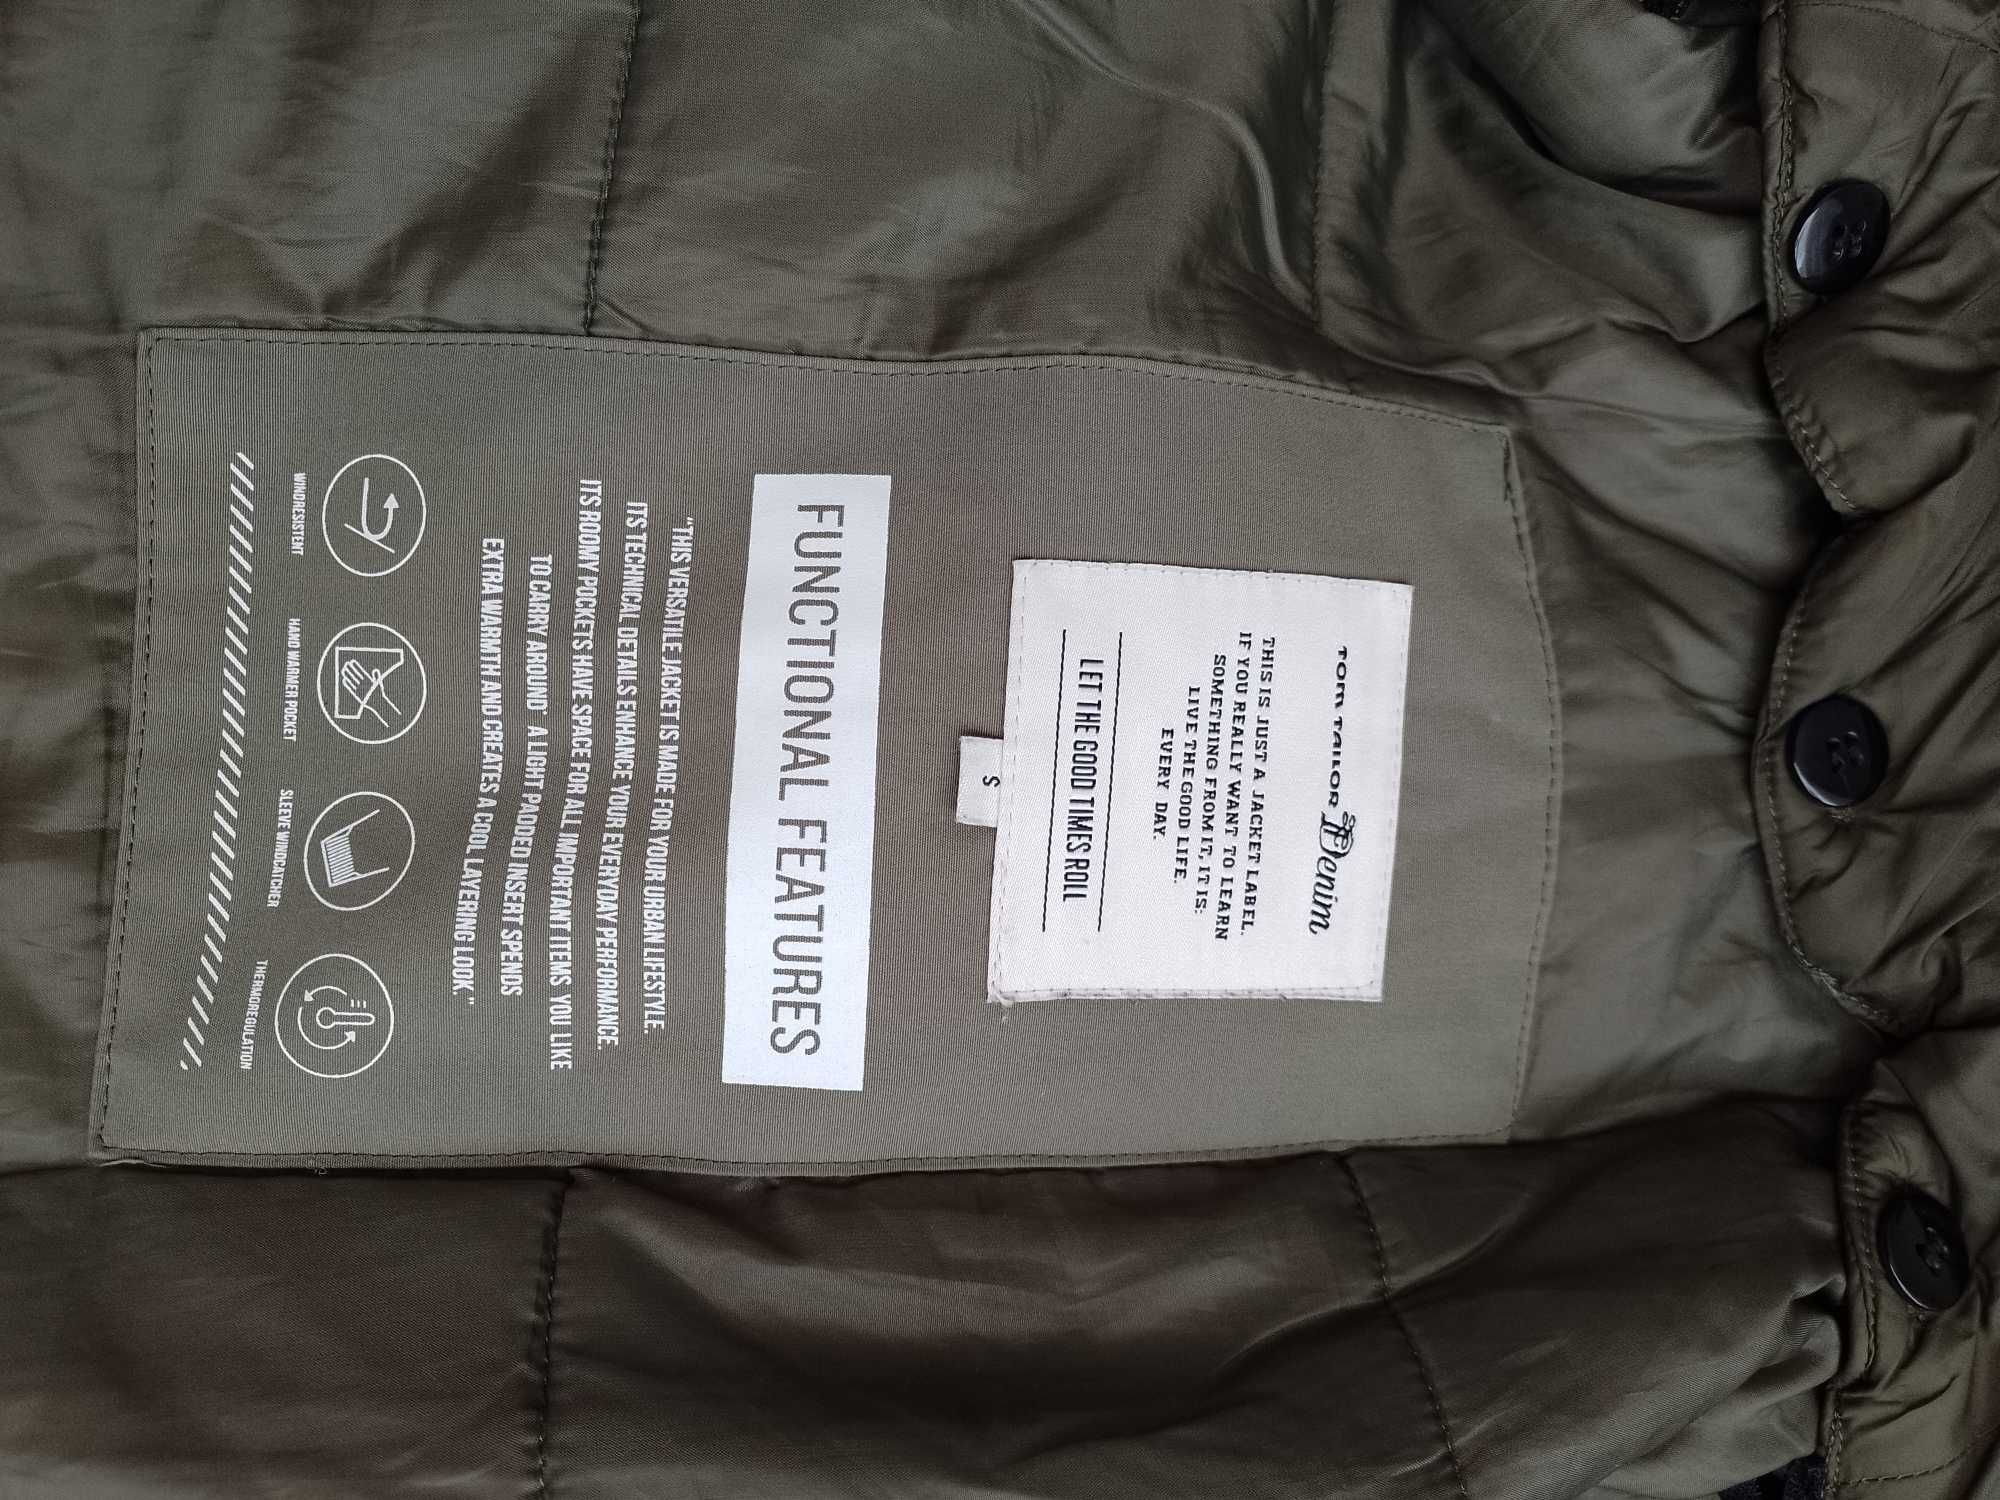 TOM TAILOR Denim
THIS IS JUST A JACKET LABEL.
IF YOU REALLY WANT TO LEARN
SOMETHING FROM IT, IT IS:
LIVE THE GOOD LIFE.
EVERY DAY.
LET THE GOOD TIMES ROLL
S
FUNCTIONAL FEATURES
"THIS VERSATILE JACKET IS MADE FOR YOUR URBAN LIFESTYLE.
ITS TECHNICAL DETAILS ENHANCE YOUR EVERYDAY PERFORMANCE.
ITS ROOMY POCKETS HAVE SPACE FOR ALL IMPORTANT ITEMS YOU LIKE
TO CARRY AROUND* A LIGHT PADDED INSERT SPENDS
EXTRA WARMTH AND CREATES A COOL LAYERING LOOK."
WINDRESISTENT
HAND WARMER POCKET
SLEEVE WINDCATCHER
THERMOREGULATION